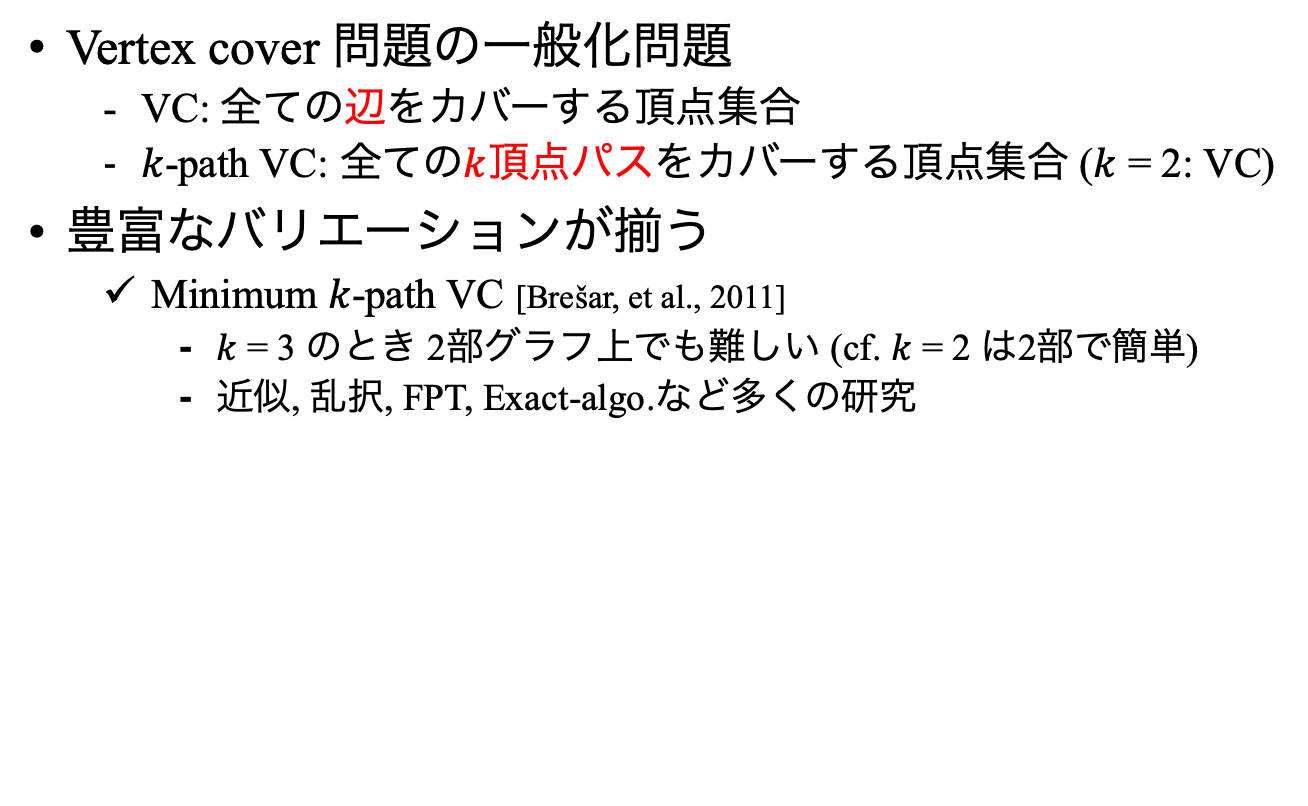 • Vertex cover 問題の一般化問題
- VC: 全ての辺をカバーする頂点集合
- k-path VC: 全てのk頂点パスをカバーする頂点集合 (k = 2: VC)
• 豊富なバリエーションが揃う
✓ Minimum k-path VC [Brešar, et al., 2011]
- k = 3 のとき 2部グラフ上でも難しい (cf. k = 2 は2部で簡単)
- 近似, 乱択, FPT, Exact-algo.など多くの研究